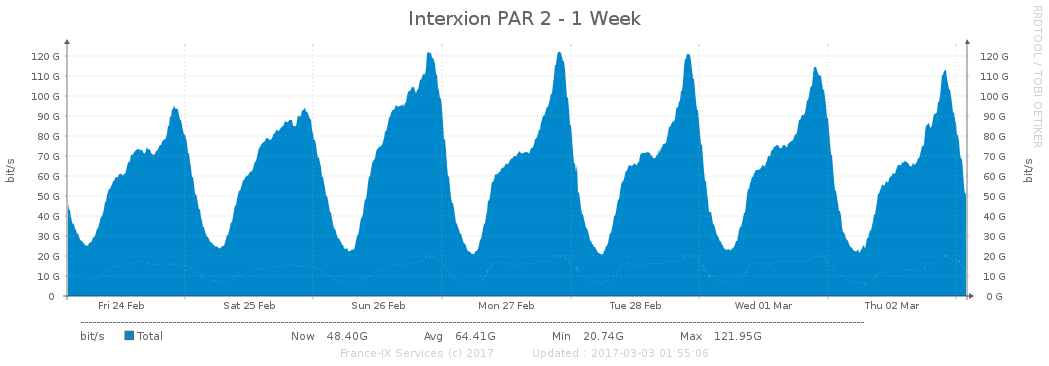 Interxion PAR 2 - 1 Week
RRDTOOL / TOBI OETIKER
bit/s
120 G
110 G
100 G
90 G
80 G
70 G
60 G
50 G
40 G
30 G
20 G
10 G
0
120 G
110 G
100 G
90 G
80 G
70 G
60 G
50 G
40 G
30 G
20 G
10 G
0 G
bit/s
Fri 24 Feb Sat 25 Feb Sun 26 Feb Mon 27 Feb Tue 28 Feb Wed 01 Mar Thu 02 Mar
bit/s Total Now 48.40G Avg 64.41G Min 20.74G Max 121.95G
France-IX Services (c) 2017 Updated : 2017-03-03 01:55:06